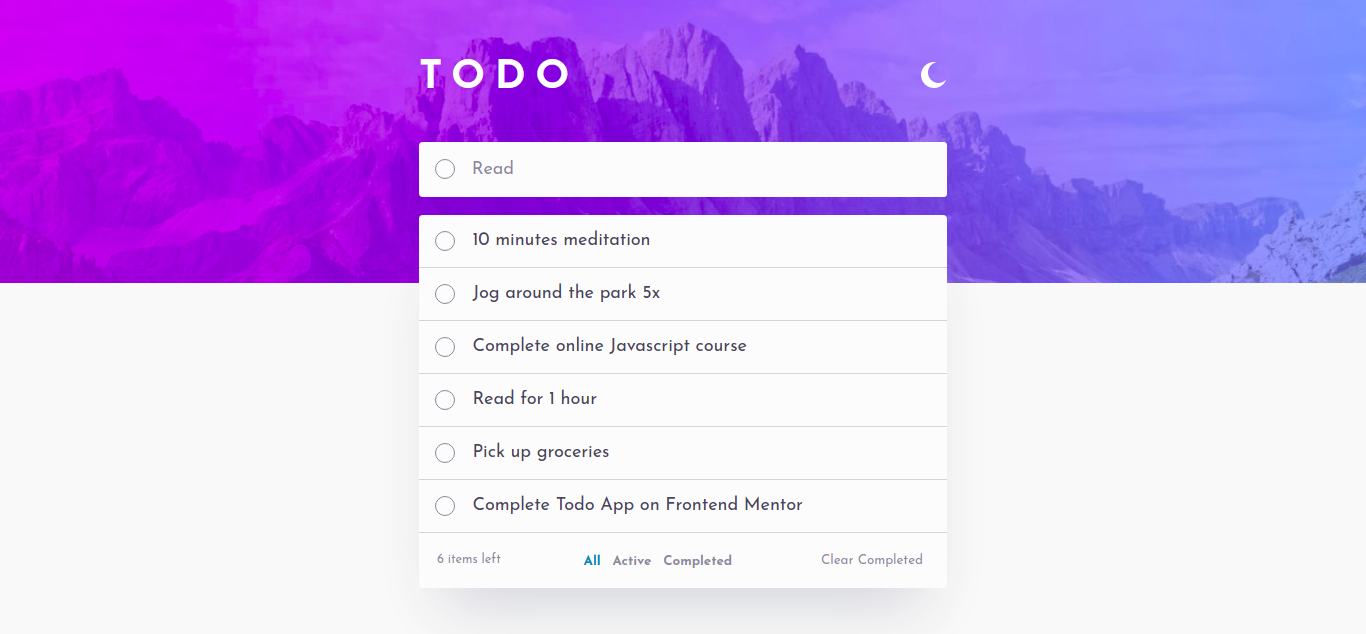 TODO
Read
10 minutes meditation
Jog around the park 5x
Complete online Javascript course
Read for 1 hour
Pick up groceries
Complete Todo App on Frontend Mentor
6 items left All Active Completed Clear Completed